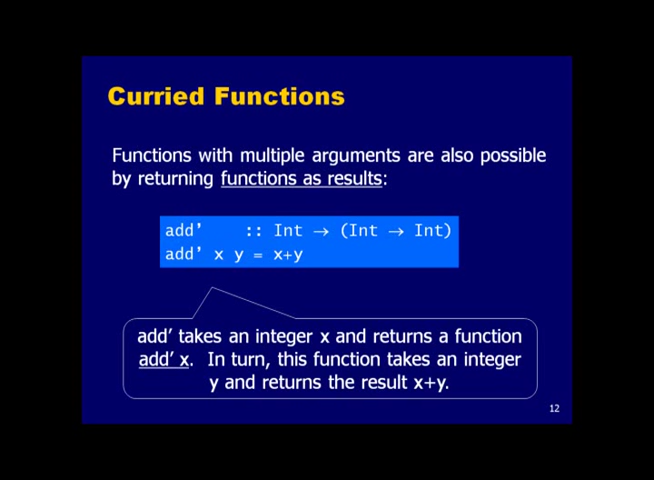 Curried Functions
Functions with multiple arguments are also possible
by returning functions as results:
add’ :: Int → (Int → Int)
add’ x y = x+y
add’ takes an integer x and returns a function
add’ x. In turn, this function takes an integer
y and returns the result x+y.
12